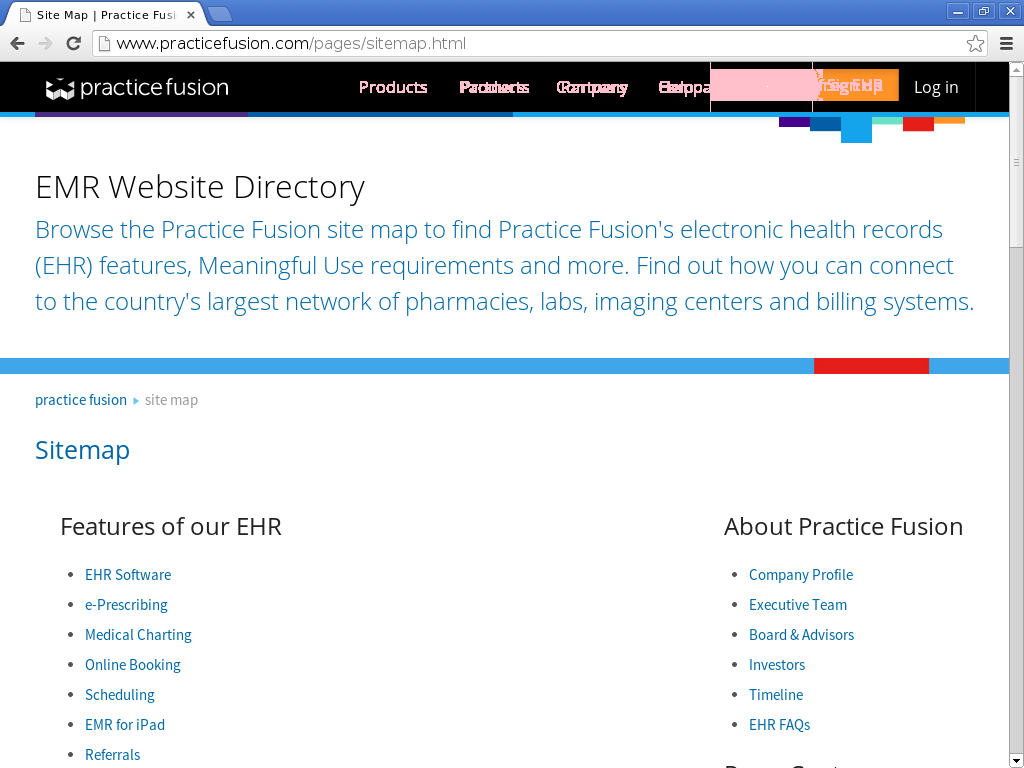 Site Map | Practice Fusi
www.practicefusion.com/pages/sitemap.html
practice fusion
Products
Log in
EMR Website Directory
Browse the Practice Fusion site map to find Practice Fusion's electronic health records
(EHR) features, Meaningful Use requirements and more. Find out how you can connect
to the country's largest network of pharmacies, labs, imaging centers and billing systems.
practice fusion site map
Sitemap
Features of our EHR
EHR Software
e-Prescribing
Medical Charting
Online Booking
Scheduling
EMR for iPad
Referrals
About Practice Fusion
Company Profile
Executive Team
Board & Advisors
Investors
Timeline
EHR FAQs